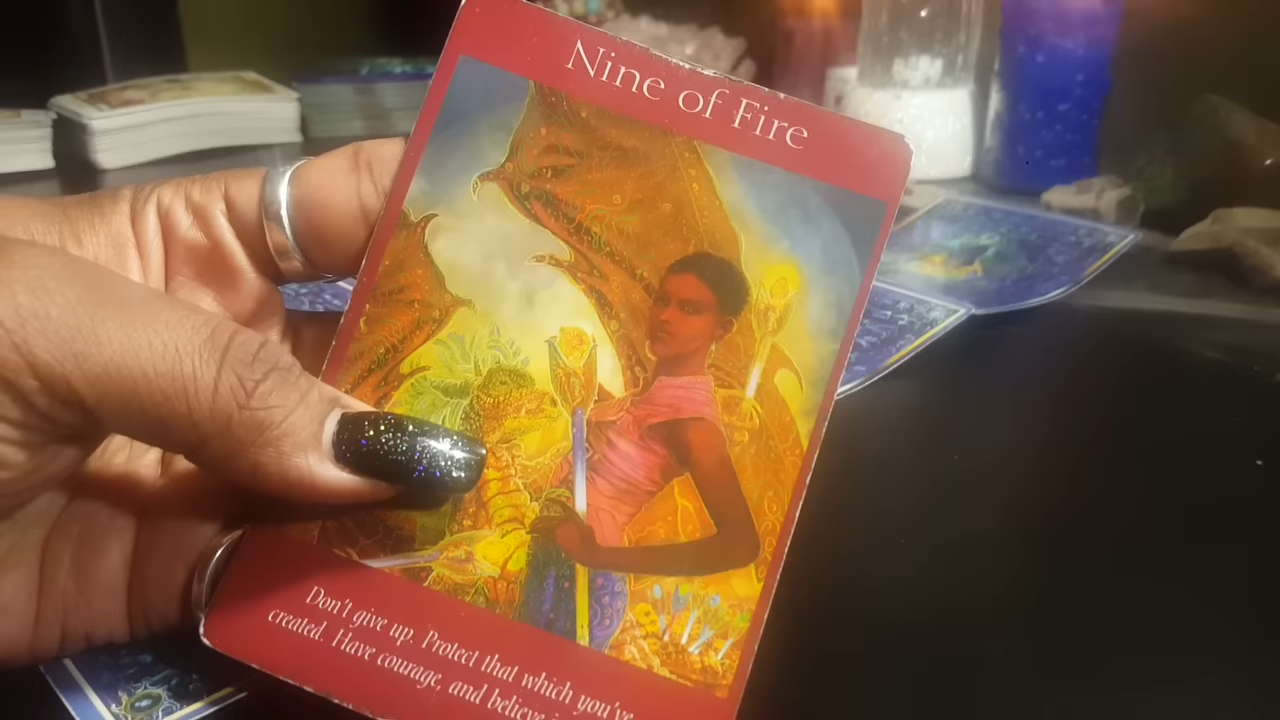 Nine of Fire
Don't give up. Protect that which you've
created. Have courage, and believe